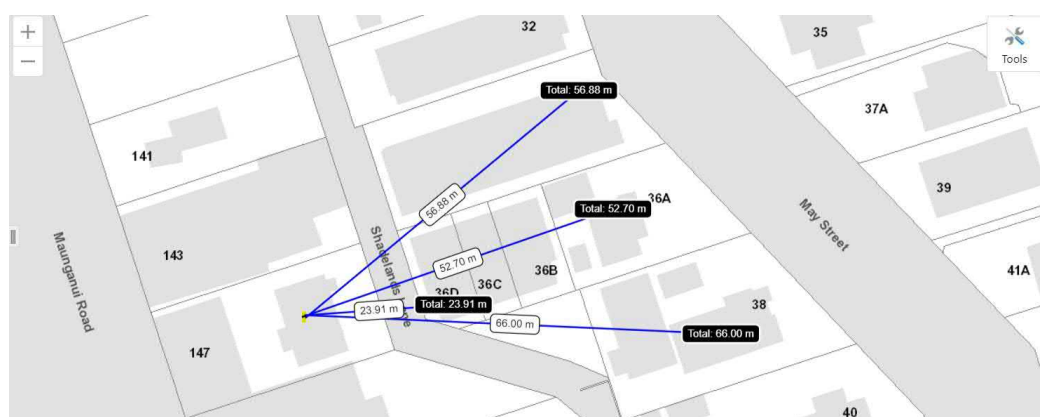 +
−
32
35
Tools
Total: 56.88 m
37A
141
56.88 m
39
36A
Total: 52.70 m
May Street
Maunganui Road
143
Shadelands Lane
52.70 m
36B
41A
36C
36D
23.91 m
Total: 23.91 m
38
66.00 m
Total: 66.00 m
147
40